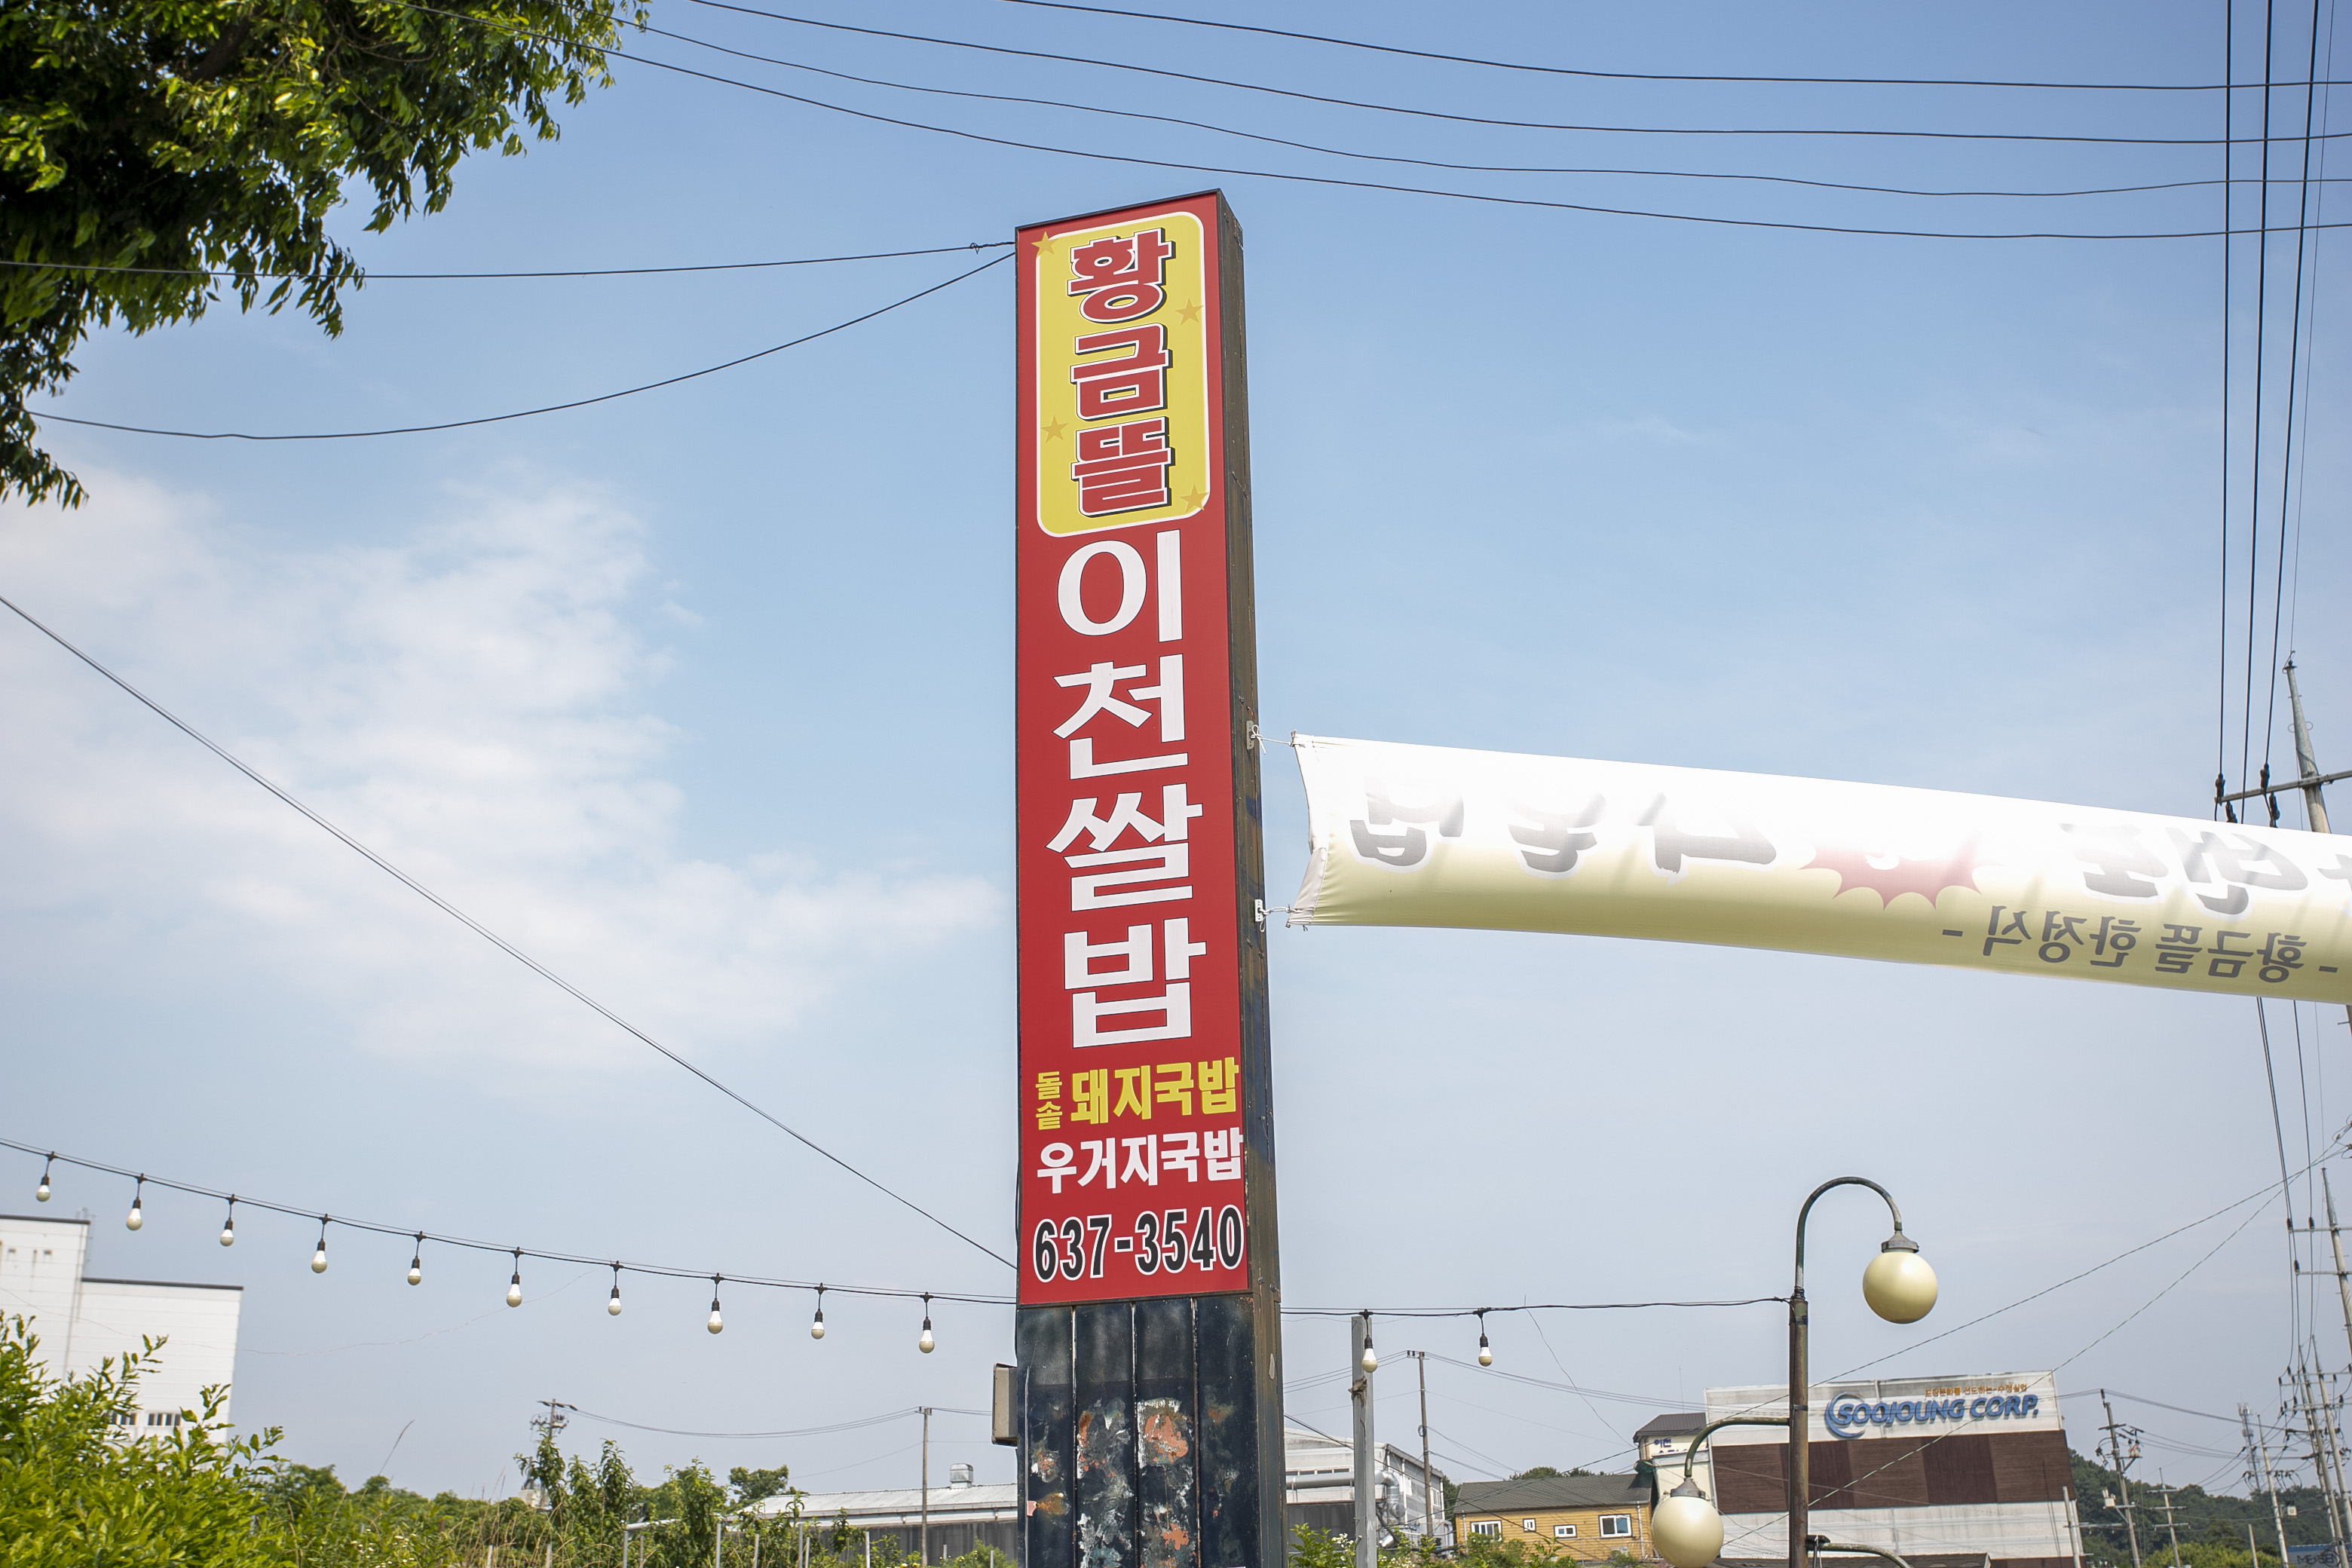 황금뜰
이천쌀밥
돌솥 돼지국밥
우거지국밥
637-3540
- 황금뜰 한정식 -
SOOJOUNG CORP.